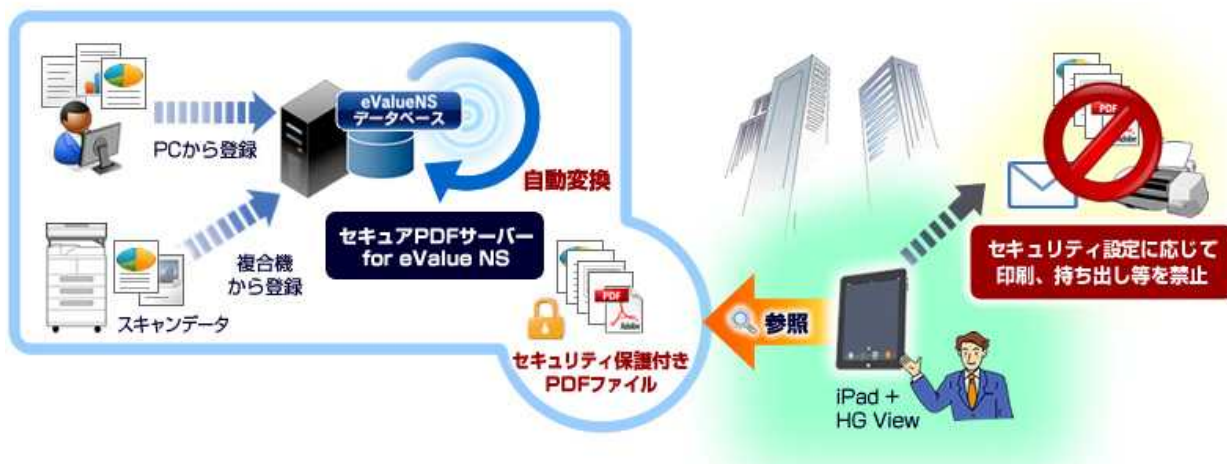 eValueNS
データベース
PCから登録
自動変換
セキュアPDFサーバー
for eValue NS
複合機
から登録
スキャンデータ
PDF
Adobe
セキュリティ保護付き
PDFファイル
参照
iPad +
HG View
PDF
セキュリティ設定に応じて
印刷、持ち出し等を禁止